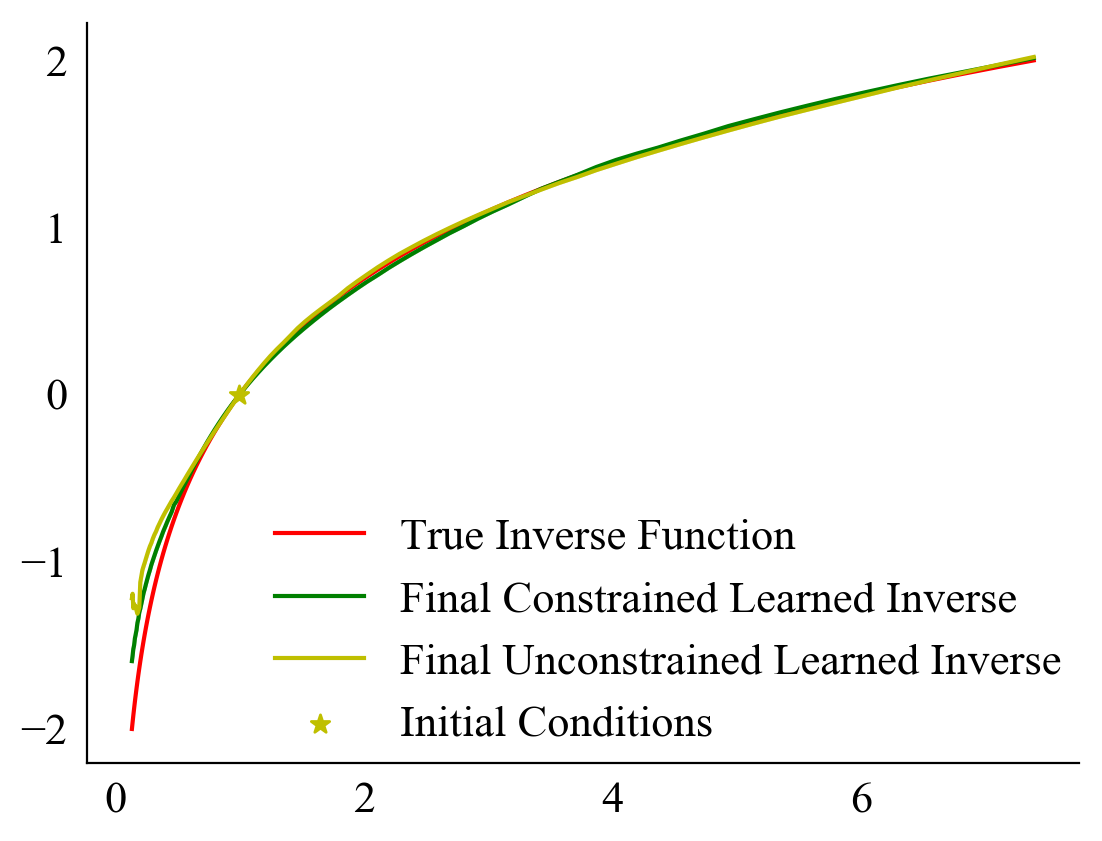 2
1
0
−1
−2
True Inverse Function
Final Constrained Learned Inverse
Final Unconstrained Learned Inverse
Initial Conditions
0 2 4 6